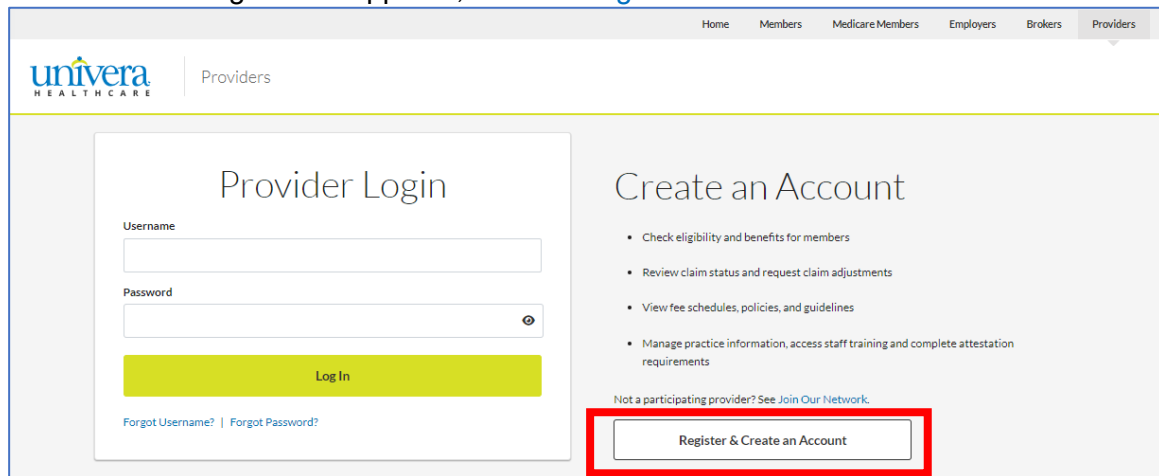 Home Members Medicare Members Employers Brokers Providers
univera
HEALTHCARE
Providers
Provider Login
Username
Password
Log In
Forgot Username? | Forgot Password?
Create an Account
• Check eligibility and benefits for members
• Review claim status and request claim adjustments
• View fee schedules, policies, and guidelines
• Manage practice information, access staff training and complete attestation
requirements
Not a participating provider? See Join Our Network.
Register & Create an Account